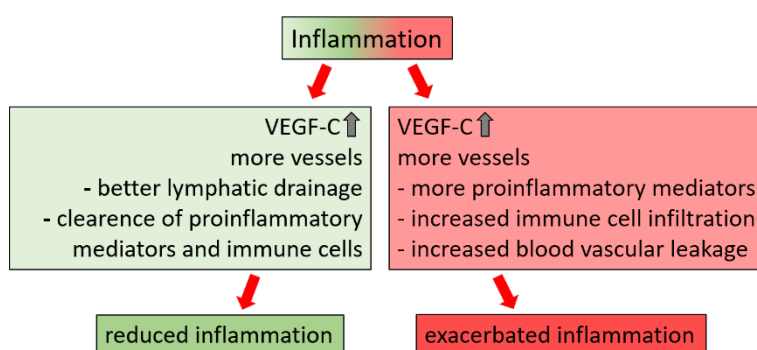 Inflammation
VEGF-C
more vessels
- better lymphatic drainage
- clearence of proinflammatory
mediators and immune cells
VEGF-C
more vessels
- more proinflammatory mediators
- increased immune cell infiltration
- increased blood vascular leakage
reduced inflammation
exacerbated inflammation